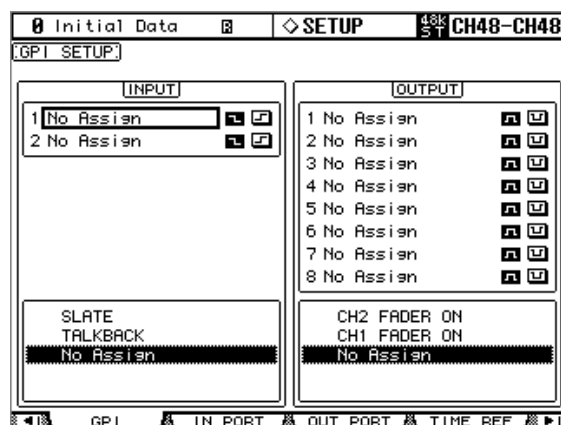 0 Initial Data R SETUP 48k ST CH48-CH48
GPI SETUP
INPUT
1 No Assign
2 No Assign
OUTPUT
1 No Assign
2 No Assign
3 No Assign
4 No Assign
5 No Assign
6 No Assign
7 No Assign
8 No Assign
SLATE
TALKBACK
No Assign
CH2 FADER ON
CH1 FADER ON
No Assign
GPI IN PORT OUT PORT TIME REF